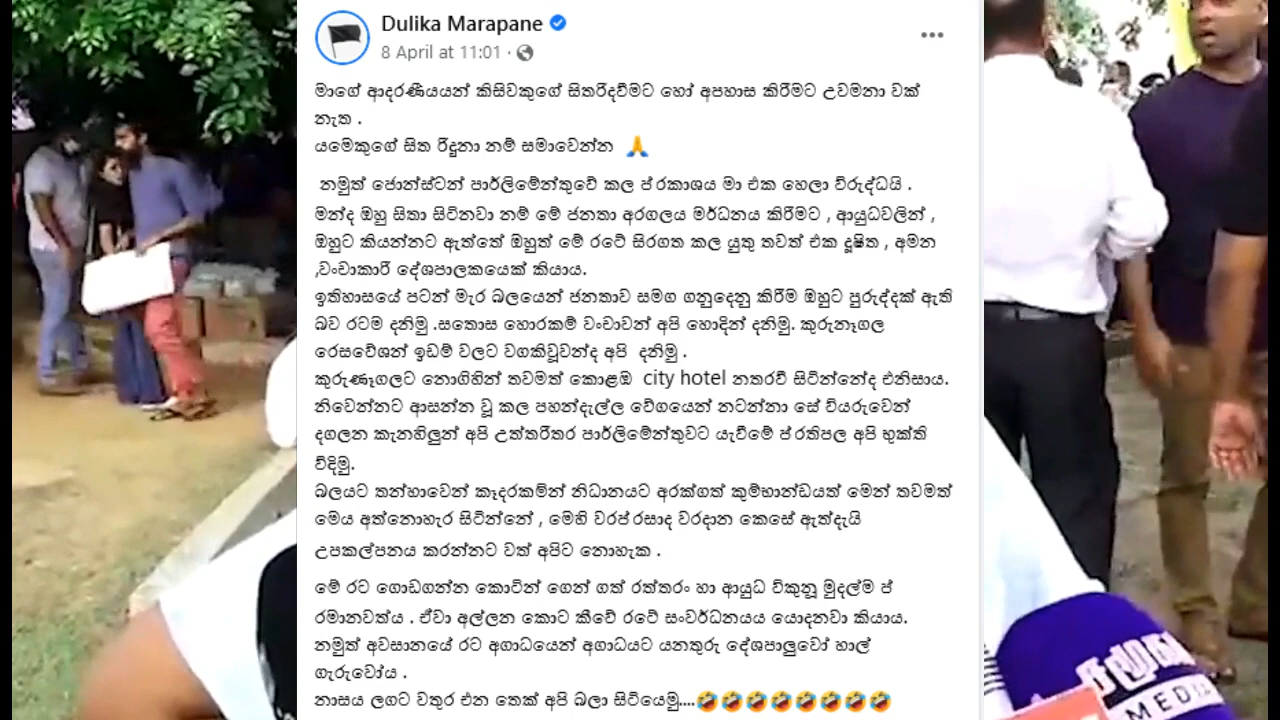 Dulika Marapane
8 April at 11:01 ·
මාගේ ආදරණීයයන් කිසිවකුගේ සිතරිදවීමට හෝ අපහාස කිරීමට උවමනා වක්
නැත .
යමෙකුගේ සිත රිදුනා නම් සමාවෙන්න 🙏
නමුත් ජොන්ස්ටන් පාර්ලිමේන්තුවේ කල ප්රකාශය මා එක හෙලා විරුද්ධයි .
මන්ද ඔහු සිතා සිටිනවා නම් මේ ජනතා අරගලය මර්ධනය කිරීමට , ආයුධවලින් ,
ඔහුට කියන්නට ඇත්තේ ඔහුත් මේ රටේ සිරගත කල යුතු තවත් එක දූෂිත , අමන
,වංචාකාරී දේශපාලකයෙක් කියාය.
ඉතිහාසයේ පටන් මැර බලයෙන් ජනතාව සමග ගනුදෙනු කිරීම ඔහුට පුරුද්දක් ඇති
බව රටම දනිමු .සතොස හොරකම් වංචාවන් අපි හොදින් දනිමු. කුරුනෑගල
රෙසවේශන් ඉඩම් වලට වගකිවූවන්ද අපි දනිමු .
කුරුණෑගලට නොගිහින් තවමත් කොළඹ city hotel නතරවී සිටින්නේද එනිසාය.
නිවෙන්නට ආසන්න වූ කල පහන්දැල්ල වේගයෙන් නටන්නා සේ වියරුවෙන්
දගලන කැනහිලුන් අපි උත්තරීතර පාර්ලිමේන්තුවට යැවීමේ ප්රතිපල අපි භුක්ති
විදිමු.
බලයට තන්හාවෙන් කෑදරකමින් නිධානයට අරක්ගත් කුම්භාන්ඩයත් මෙන් තවමත්
මෙය අත්නොහැර සිටින්නේ , මෙහි වරප්රසාද වරදාන කෙසේ ඇත්දැයි
උපකල්පනය කරන්නට වත් අපිට නොහැක .
මේ රට ගොඩගන්න කොටින් ගෙන් ගත් රත්තරං හා ආයුධ විකුනූ මුදල්ම ප්
රමානවත්ය . ඒවා අල්ලන කොට කීවේ රටේ සංවර්ධනයය යොදනවා කියාය.
නමුත් අවසානයේ රට අගාධයෙන් අගාධයට යනතුරු දේශපාලුවෝ හාල්
ගැරුවෝය .
නාසය ලගට වතුර එන තෙක් අපි බලා සිටියෙමු....🤣🤣🤣🤣🤣🤣🤣🤣
MEDIA